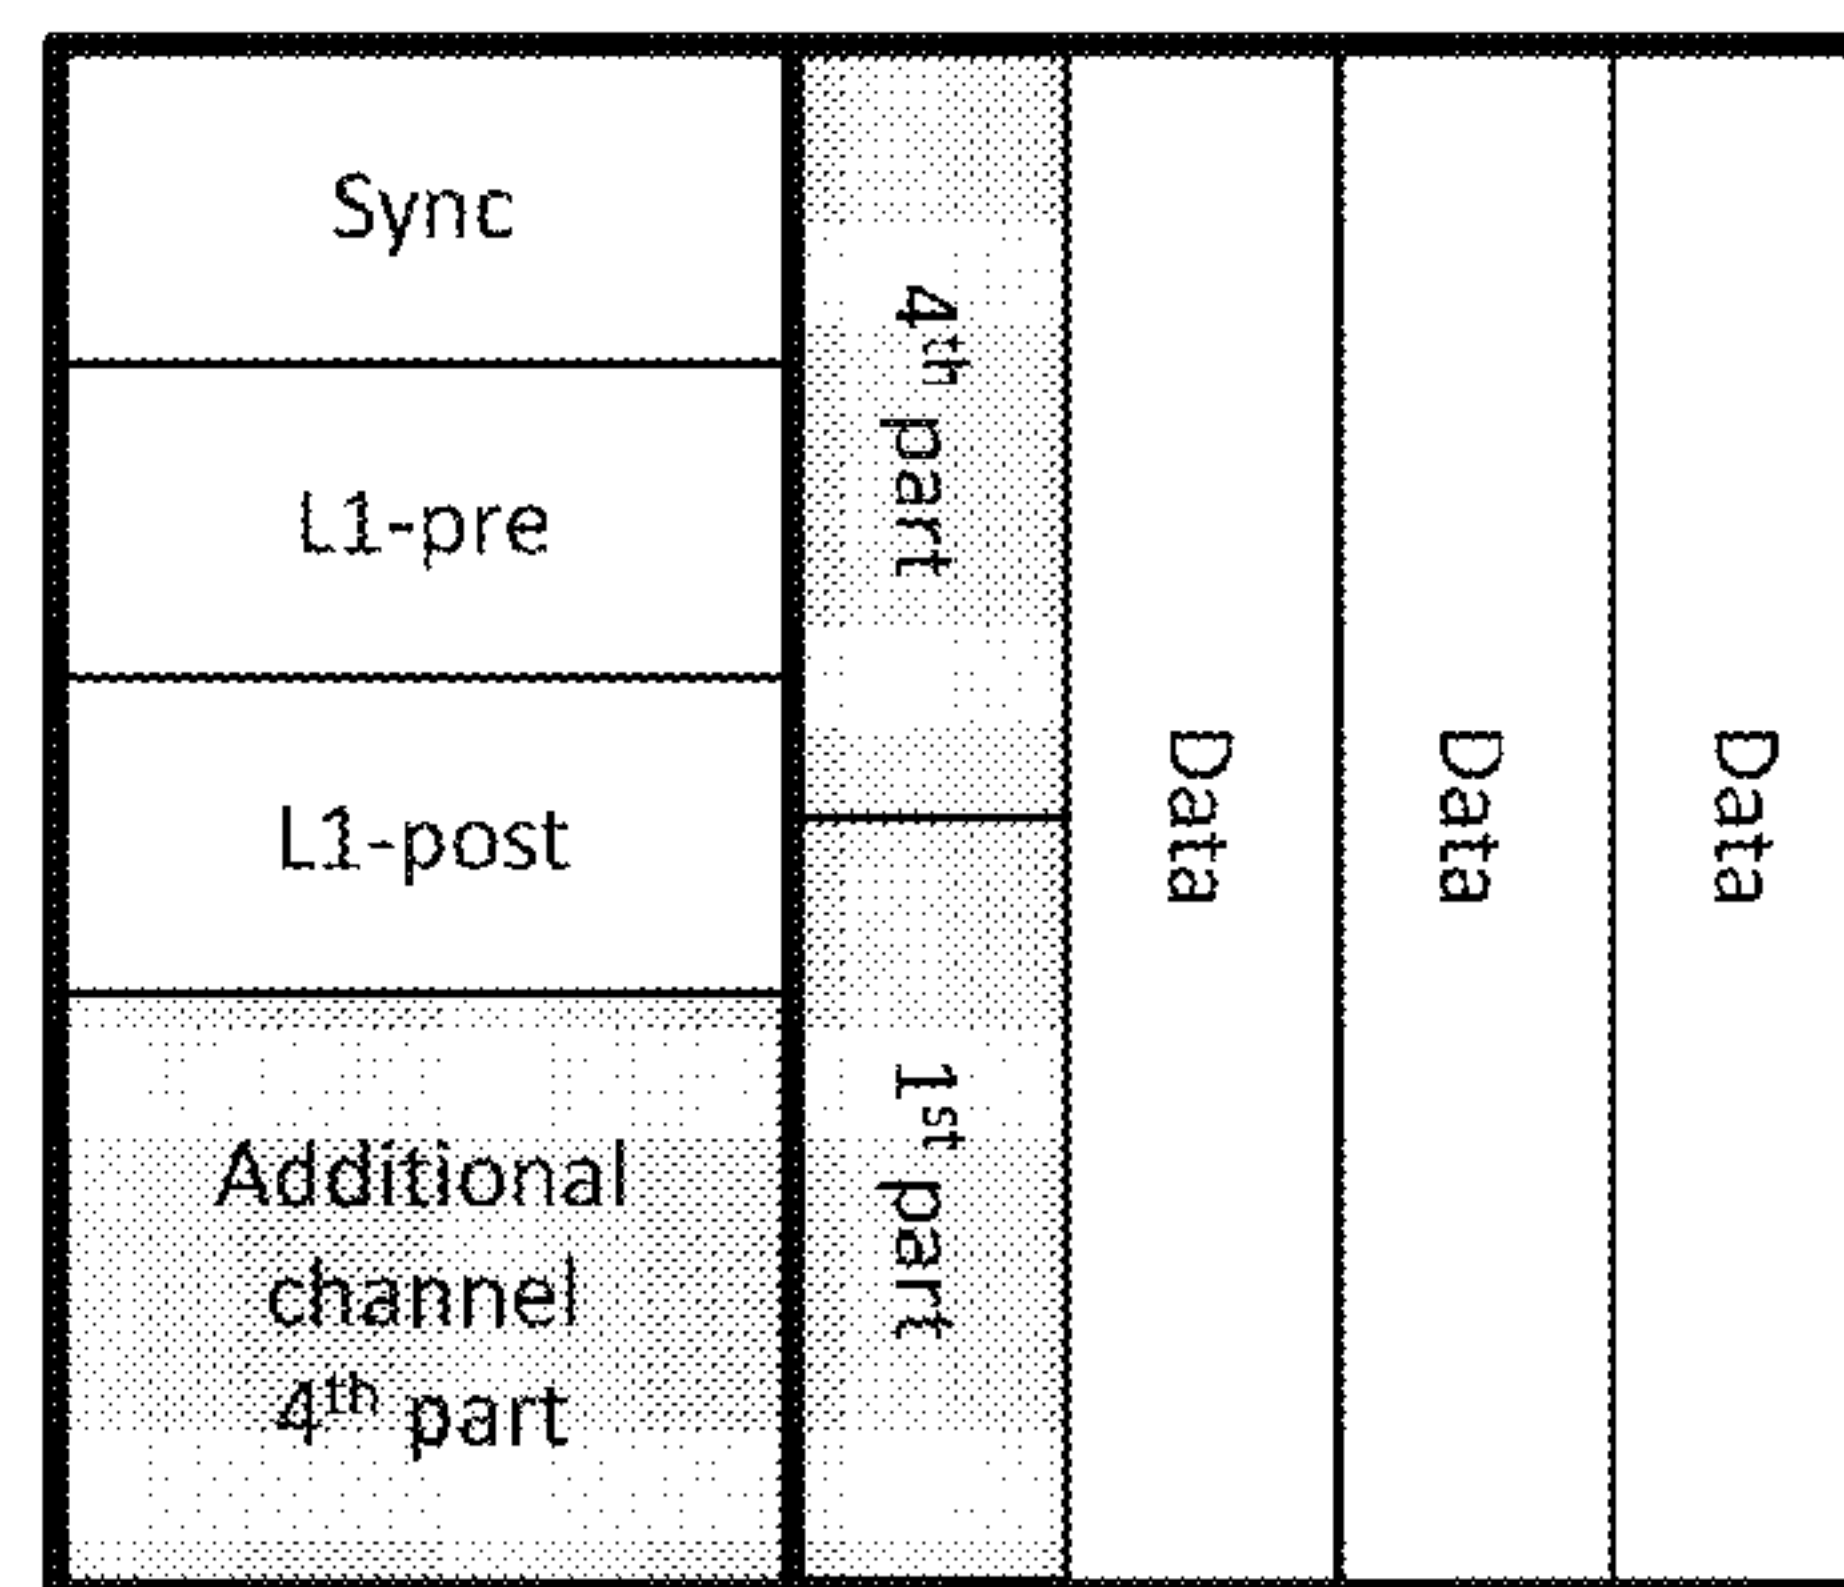 Sync
L1-pre
L1-post
Additional
channel
4th part
4th part
1st part
Data
Data
Data